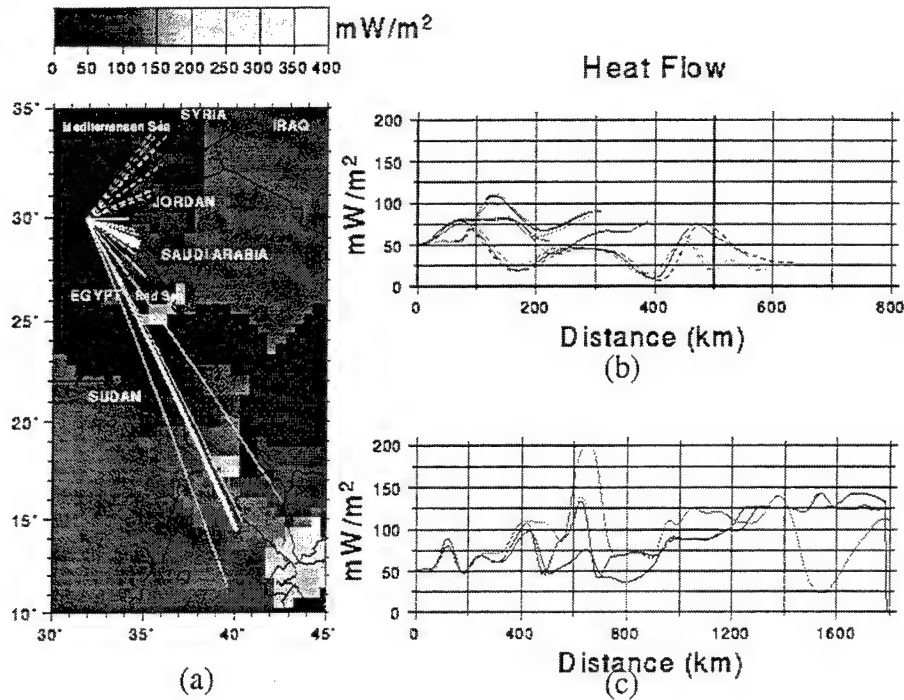 mW/m²
0 50 100 150 200 250 300 350 400
35°
30°
25°
20°
15°
10°
30° 35° 40° 45°
Mediterranean Sea
SYRIA
IRAQ
JORDAN
SAUDI ARABIA
EGYPT
Red Sea
SUDAN
(a)
Heat Flow
mW/m²
200
150
100
50
0
0 200 400 600 800
Distance (km)
(b)
mW/m²
200
150
100
50
0
0 400 800 1200 1600
Distance (km)
(c)